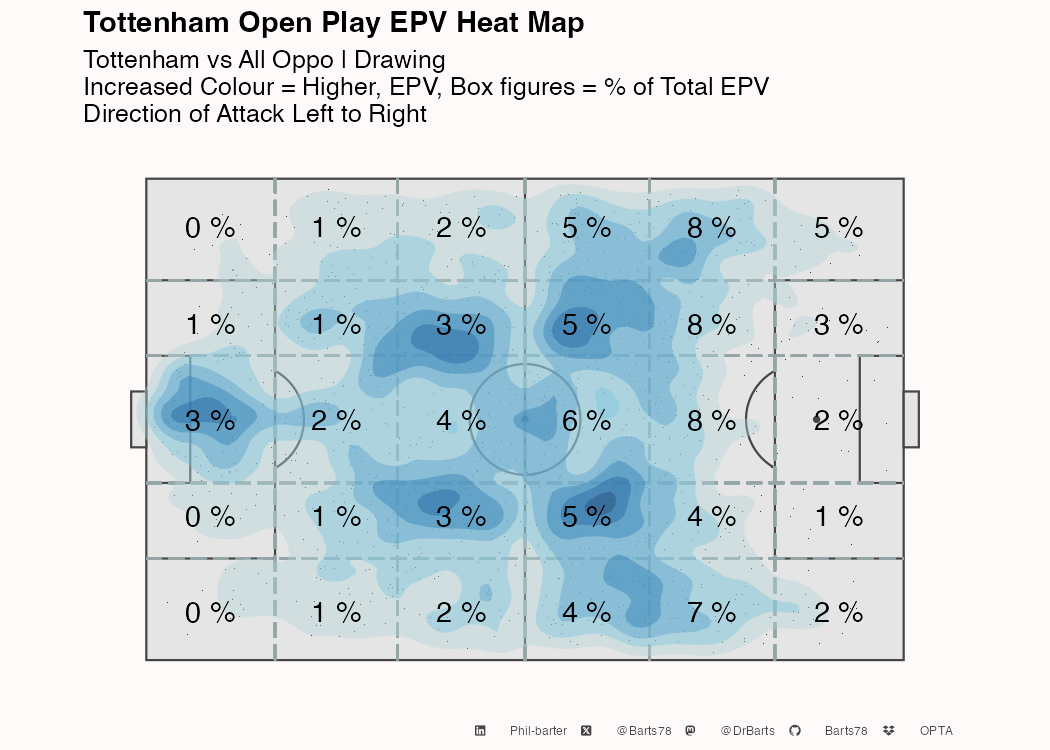 Tottenham Open Play EPV Heat Map
Tottenham vs All Oppo | Drawing
Increased Colour = Higher, EPV, Box figures = % of Total EPV
Direction of Attack Left to Right
0 % 1 % 2 % 5 % 8 % 5 %
1 % 1 % 3 % 5 % 8 % 3 %
3 % 2 % 4 % 6 % 8 % 2 %
0 % 1 % 3 % 5 % 4 % 1 %
0 % 1 % 2 % 4 % 7 % 2 %
Phil-barter @Barts78 @DrBarts Barts78 OPTA